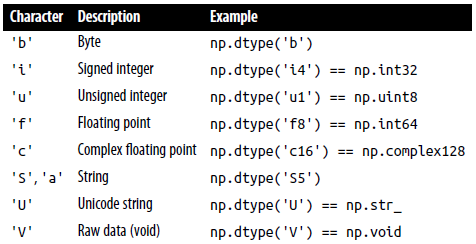 Character Description Example
'b' Byte np.dtype('b')
'i' Signed integer np.dtype('i4') == np.int32
'u' Unsigned integer np.dtype('u1') == np.uint8
'f' Floating point np.dtype('f8') == np.int64
'c' Complex floating point np.dtype('c16') == np.complex128
'S', 'a' String np.dtype('S5')
'U' Unicode string np.dtype('U') == np.str_
'V' Raw data (void) np.dtype('V') == np.void